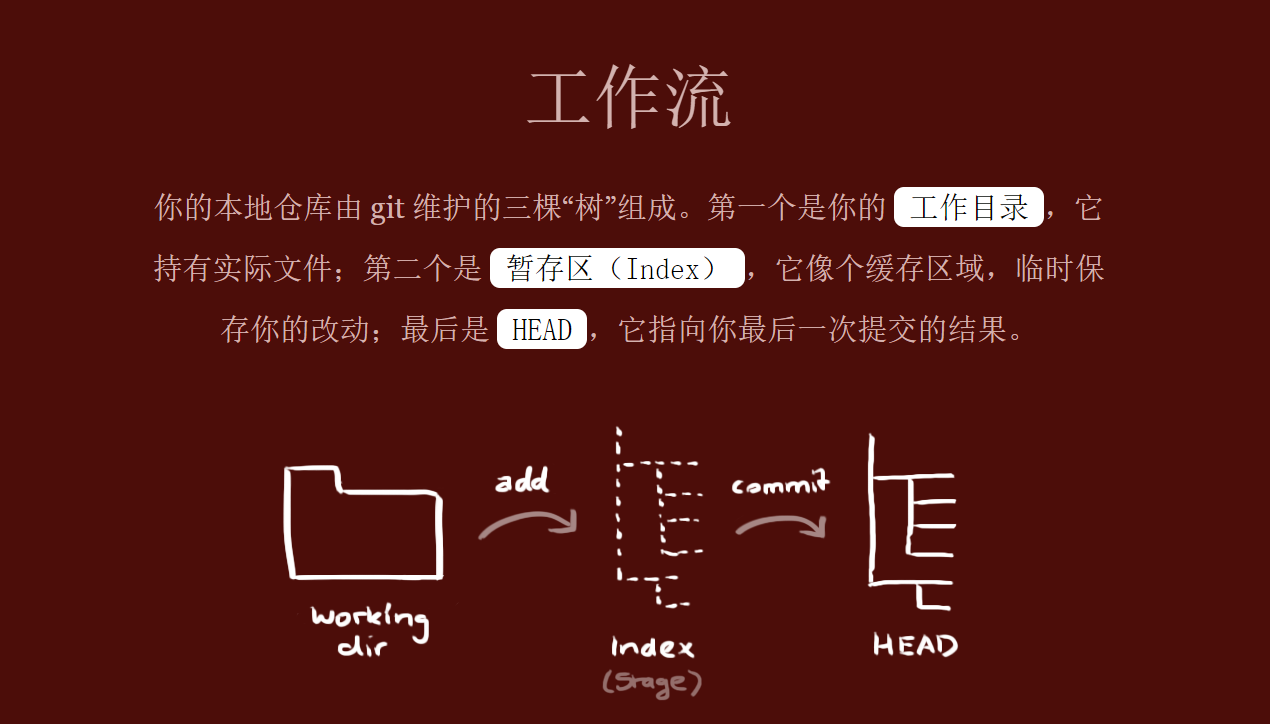 工作流
你的本地仓库由 git 维护的三棵“树”组成。第一个是你的 工作目录，它
持有实际文件；第二个是 暂存区（Index），它像个缓存区域，临时保
存你的改动；最后是 HEAD，它指向你最后一次提交的结果。
add
commit
working
dir
Index
(Stage)
HEAD